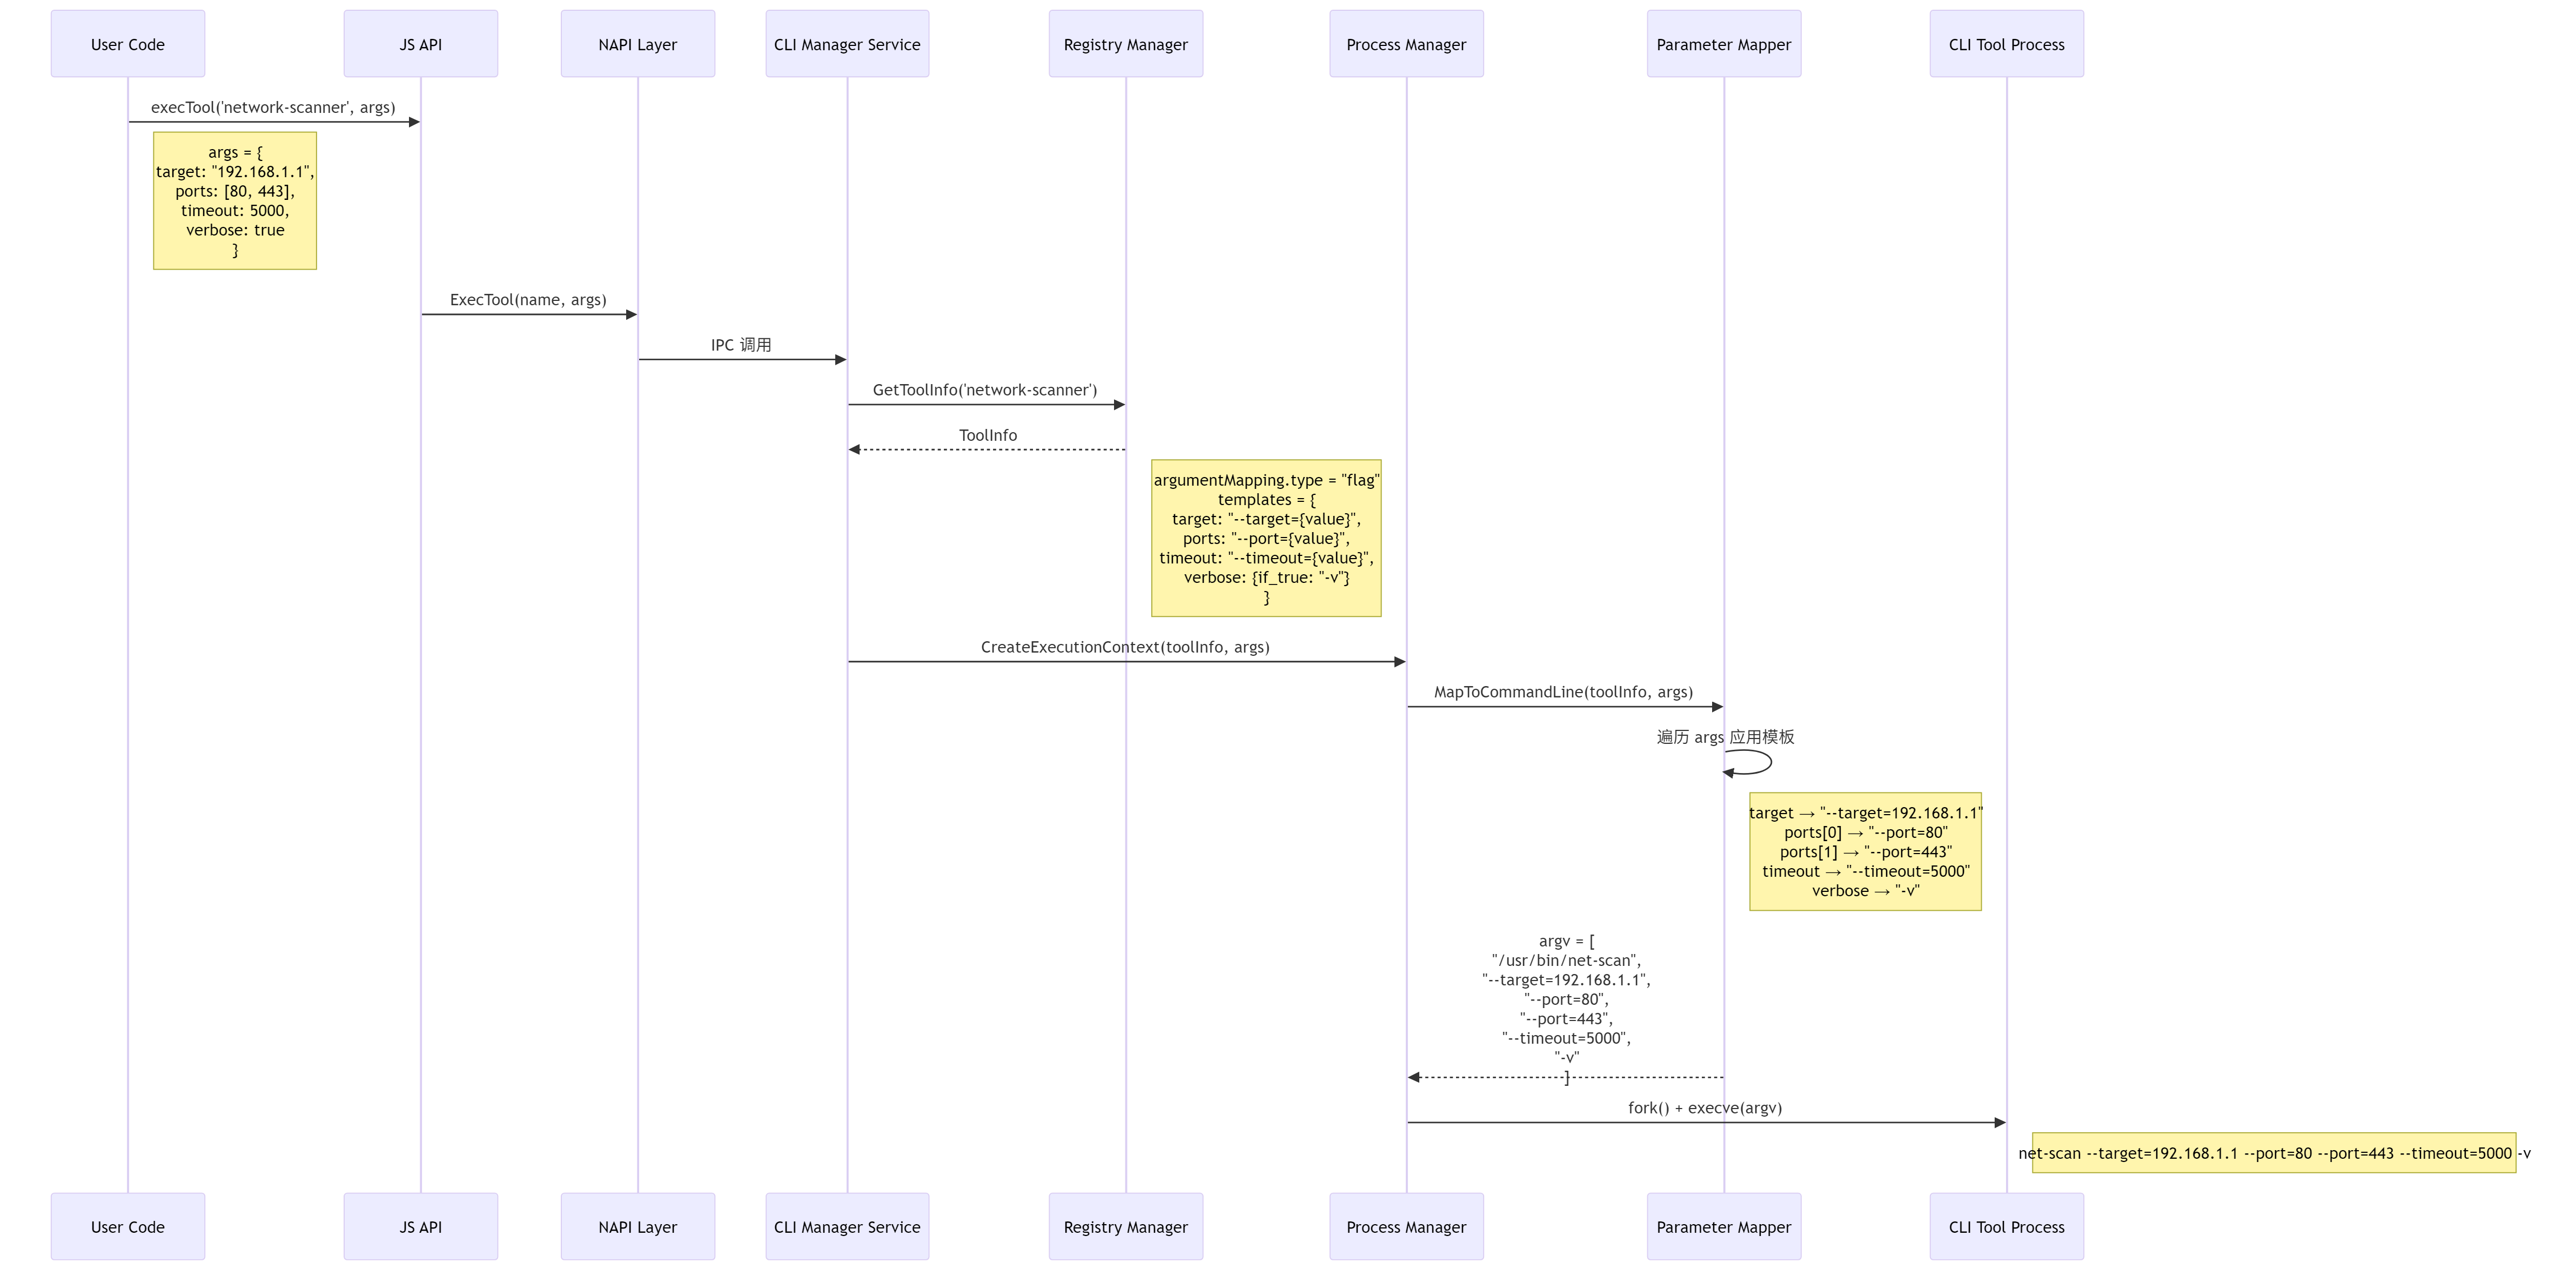 User Code
JS API
NAPI Layer
CLI Manager Service
Registry Manager
Process Manager
Parameter Mapper
CLI Tool Process
execTool('network-scanner', args)
args = {
target: "192.168.1.1",
ports: [80, 443],
timeout: 5000,
verbose: true
}
ExecTool(name, args)
IPC 调用
GetToolInfo('network-scanner')
ToolInfo
argumentMapping.type = "flag"
templates = {
target: "--target={value}",
ports: "--port={value}",
timeout: "--timeout={value}",
verbose: {if_true: "-v"}
}
CreateExecutionContext(toolInfo, args)
MapToCommandLine(toolInfo, args)
遍历 args 应用模板
target → "--target=192.168.1.1"
ports[0] → "--port=80"
ports[1] → "--port=443"
timeout → "--timeout=5000"
verbose → "-v"
argv = [
"/usr/bin/net-scan",
"--target=192.168.1.1",
"--port=80",
"--port=443",
"--timeout=5000",
"-v"
]
fork() + execve(argv)
net-scan --target=192.168.1.1 --port=80 --port=443 --timeout=5000 -v
User Code
JS API
NAPI Layer
CLI Manager Service
Registry Manager
Process Manager
Parameter Mapper
CLI Tool Process